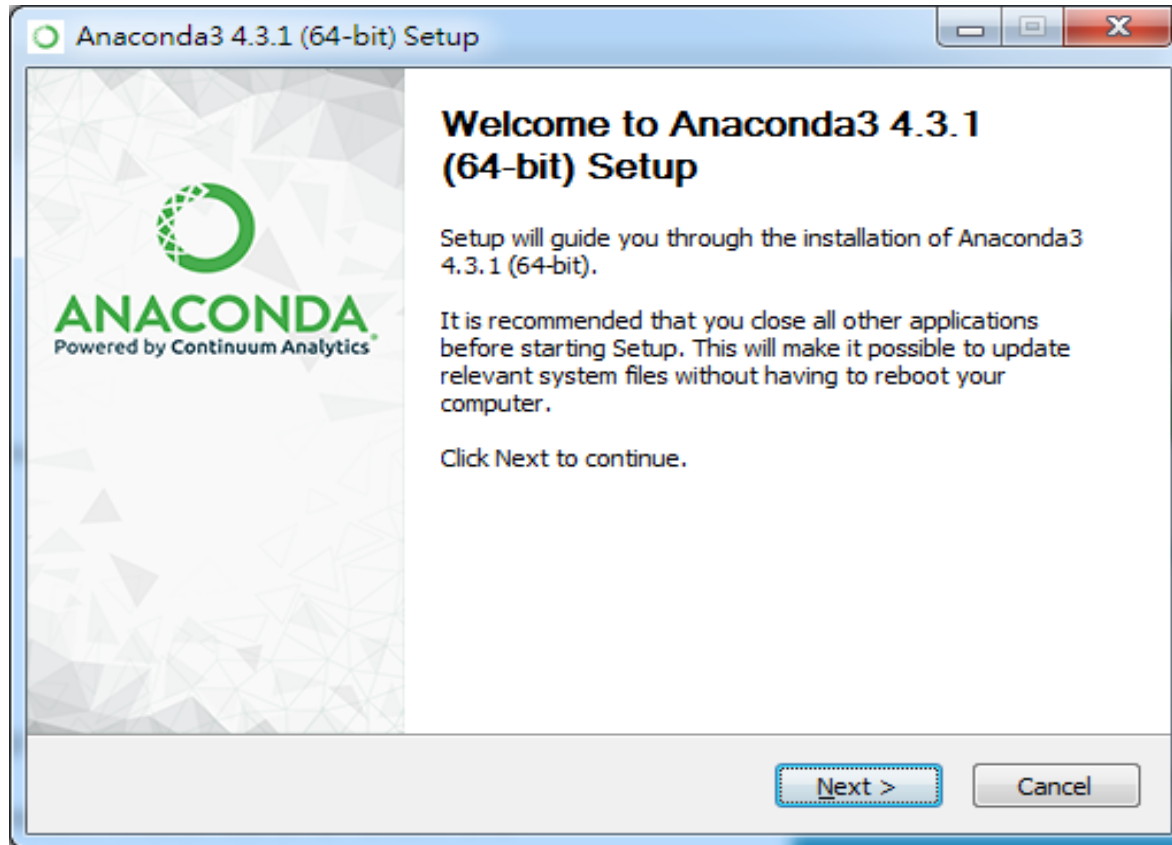 Anaconda3 4.3.1 (64-bit) Setup
Welcome to Anaconda3 4.3.1
(64-bit) Setup
Setup will guide you through the installation of Anaconda3
4.3.1 (64-bit).
It is recommended that you close all other applications
before starting Setup. This will make it possible to update
relevant system files without having to reboot your
computer.
Click Next to continue.
ANACONDA®
Powered by Continuum Analytics
Next >
Cancel